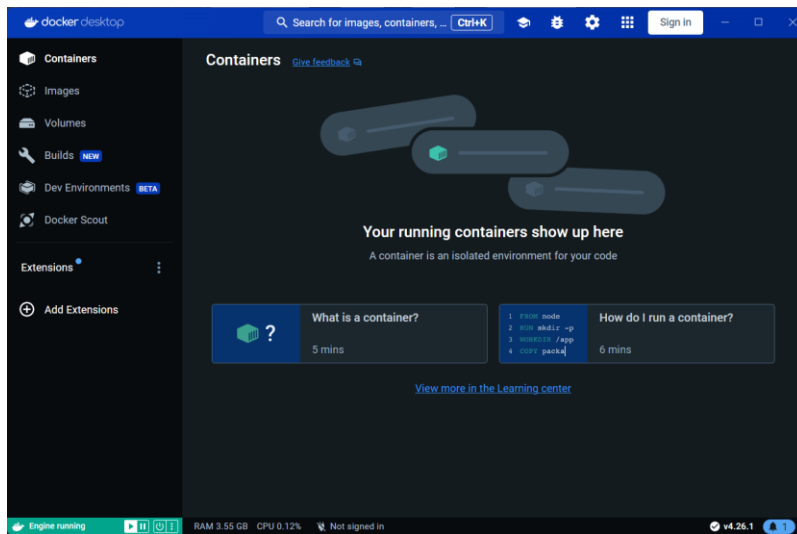 docker desktop
Search for images, containers, ... Ctrl+K
Sign in
Containers
Images
Volumes
Builds NEW
Dev Environments BETA
Docker Scout
Extensions
Add Extensions
Containers Give feedback
Your running containers show up here
A container is an isolated environment for your code
?
What is a container?
5 mins
1 FROM node
2 RUN mkdir -p
3 WORKDIR /app
4 COPY packa
How do I run a container?
6 mins
View more in the Learning center
Engine running
RAM 3.55 GB CPU 0.12% Not signed in
v4.26.1
1